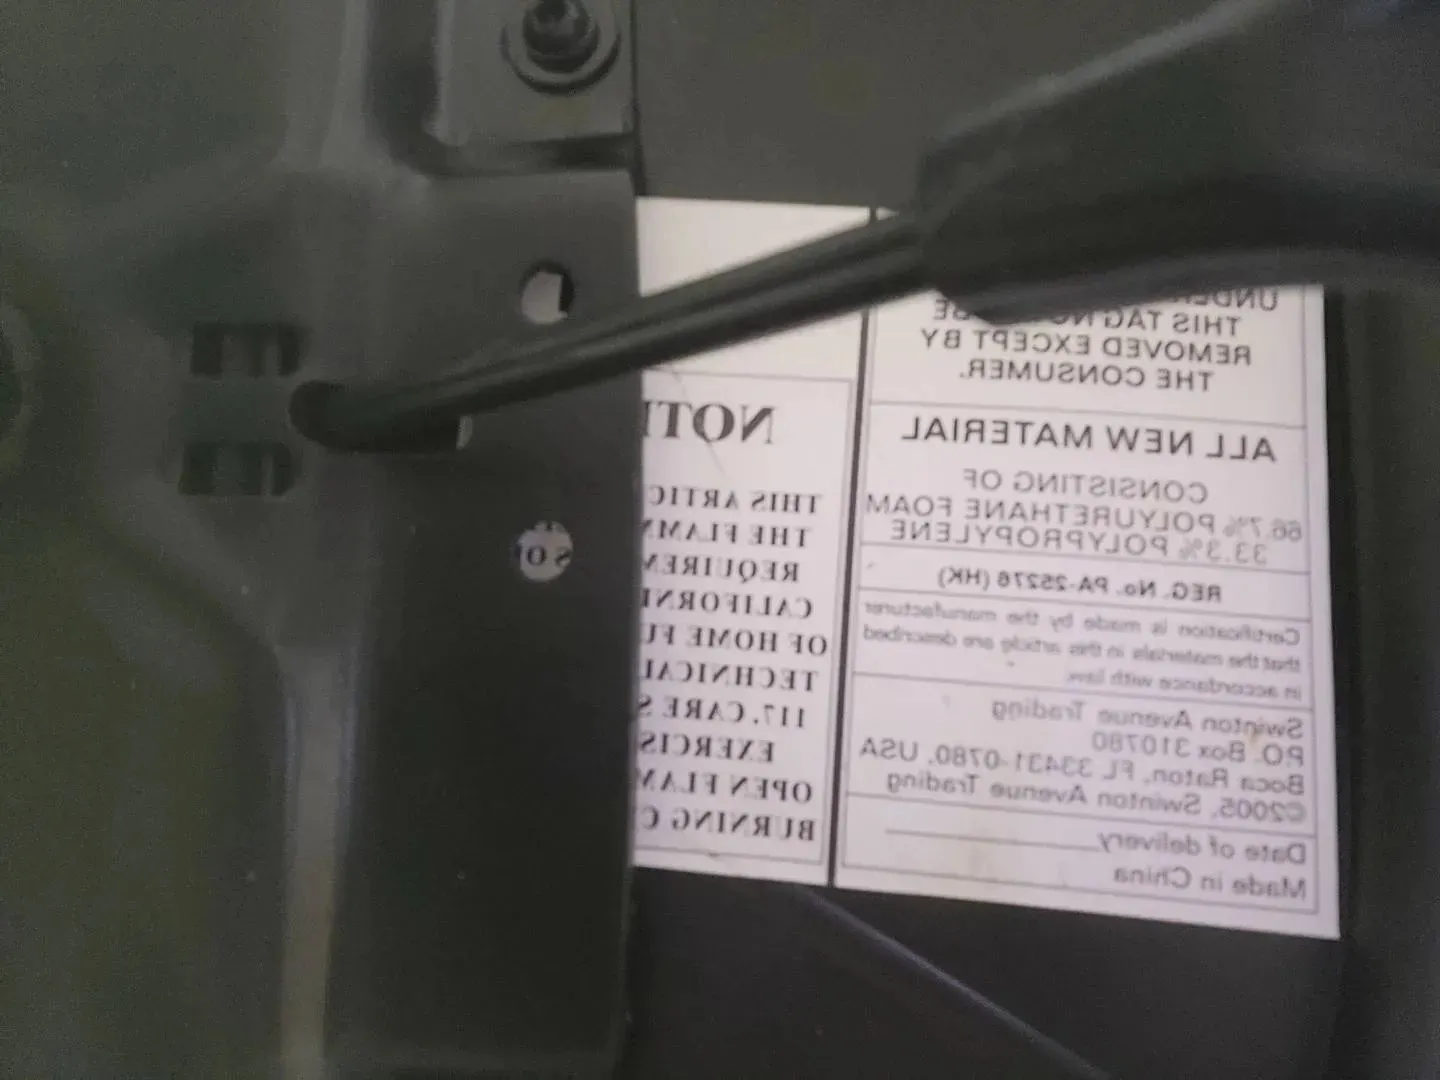 UNDER
THIS TAG NOT BE
REMOVED EXCEPT BY
THE CONSUMER.
ALL NEW MATERIAL
CONSISTING OF
66.7% POLYURETHANE FOAM
33.3% POLYPROPYLENE
REG. No. PA-25276 (HK)
Certification is made by the manufacturer
that the materials in this article are described
in accordance with law.
Swinton Avenue Trading
P.O. Box 310780
Boca Raton, FL 33431-0780, USA
©2005, Swinton Avenue Trading
Date of delivery
Made in China
NOTI
THIS ARTIC
THE FLAMM
REQUIREM
CALIFORNI
OF HOME FU
TECHNICAL
117. CARE S
EXERCIS
OPEN FLAM
BURNING C
S OF